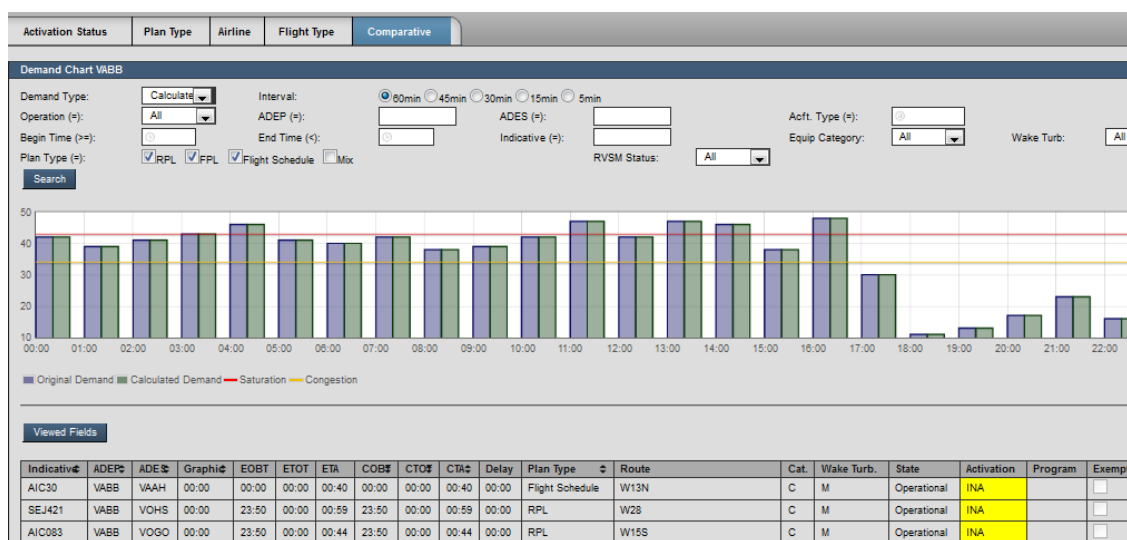 Activation Status Plan Type Airline Flight Type Comparative
Demand Chart VABB
Demand Type: Calculate Interval: 60min 45min 30min 15min 5min
Operation (=): All ADEP (=): ADES (=): Acft. Type (=):
Begin Time (>=): End Time (<): Indicative (=): Equip Category: All Wake Turb: All
Plan Type (=): RPL FPL Flight Schedule Mix RVSM Status: All
Search
50
40
30
20
10
00:00 01:00 02:00 03:00 04:00 05:00 06:00 07:00 08:00 09:00 10:00 11:00 12:00 13:00 14:00 15:00 16:00 17:00 18:00 19:00 20:00 21:00 22:00
Original Demand Calculated Demand Saturation Congestion
Viewed Fields
Indicative ADEP ADES Graphic EOBT ETOT ETA COBT CTOT CTA Delay Plan Type Route Cat. Wake Turb. State Activation Program Exemp
AIC30 VABB VAAH 00:00 00:00 00:00 00:40 00:00 00:00 00:40 00:00 Flight Schedule W13N C M Operational INA
SEJ421 VABB VOHS 00:00 23:50 00:00 00:59 23:50 00:00 00:59 00:00 RPL W28 C M Operational INA
AIC083 VABB VOGO 00:00 23:50 00:00 00:44 23:50 00:00 00:44 00:00 RPL W15S C M Operational INA